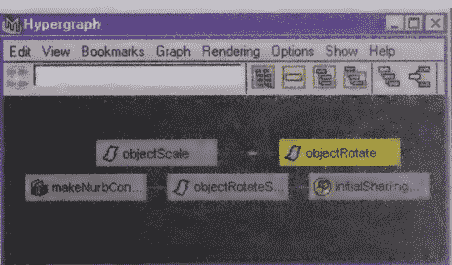 Hypergraph
Edit View Bookmarks Graph Rendering Options Show Help
objectScale objectRotate
makeNurbCon... objectRotateS... initialSharing...